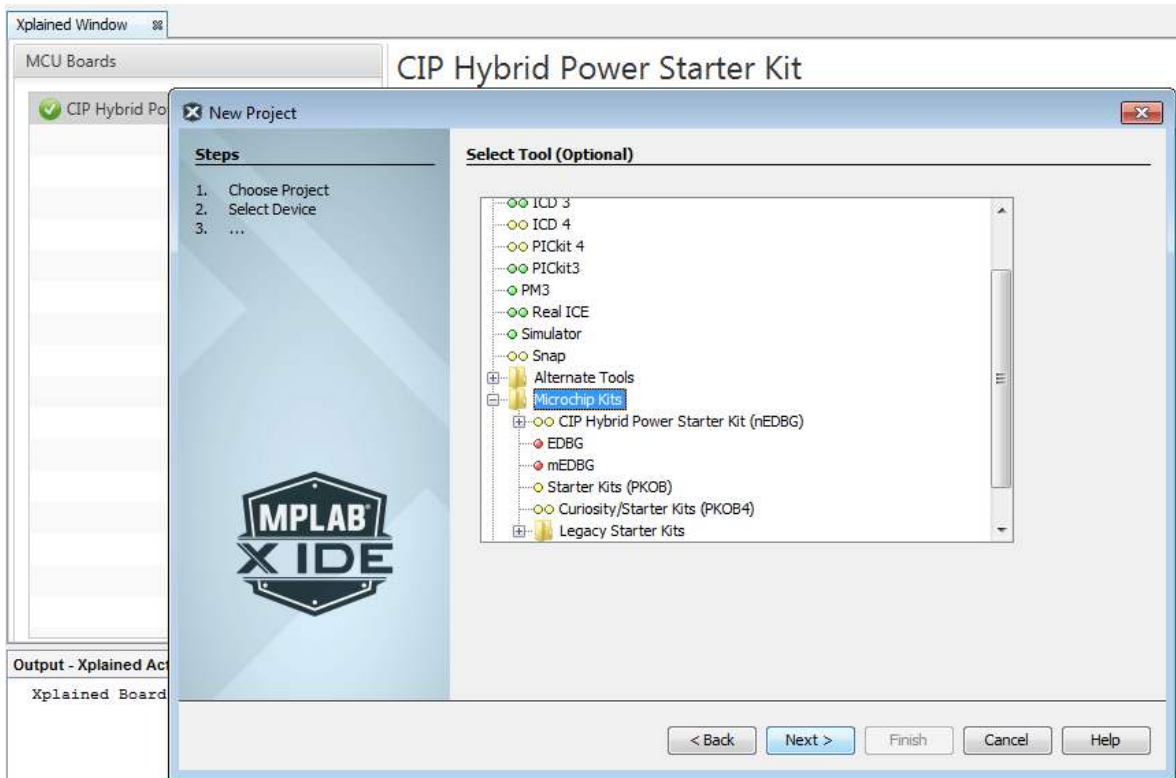 Xplained Window
MCU Boards
CIP Hybrid Power Starter Kit
CIP Hybrid Po
New Project
Steps
1. Choose Project
2. Select Device
3. ...
Select Tool (Optional)
ICD 3
ICD 4
PICkit 4
PICkit3
PM3
Real ICE
Simulator
Snap
Alternate Tools
Microchip Kits
CIP Hybrid Power Starter Kit (nEDBG)
EDBG
mEDBG
Starter Kits (PKOB)
Curiosity/Starter Kits (PKOB4)
Legacy Starter Kits
MPLAB®
X IDE
Output - Xplained Act
Xplained Board
< Back Next > Finish Cancel Help